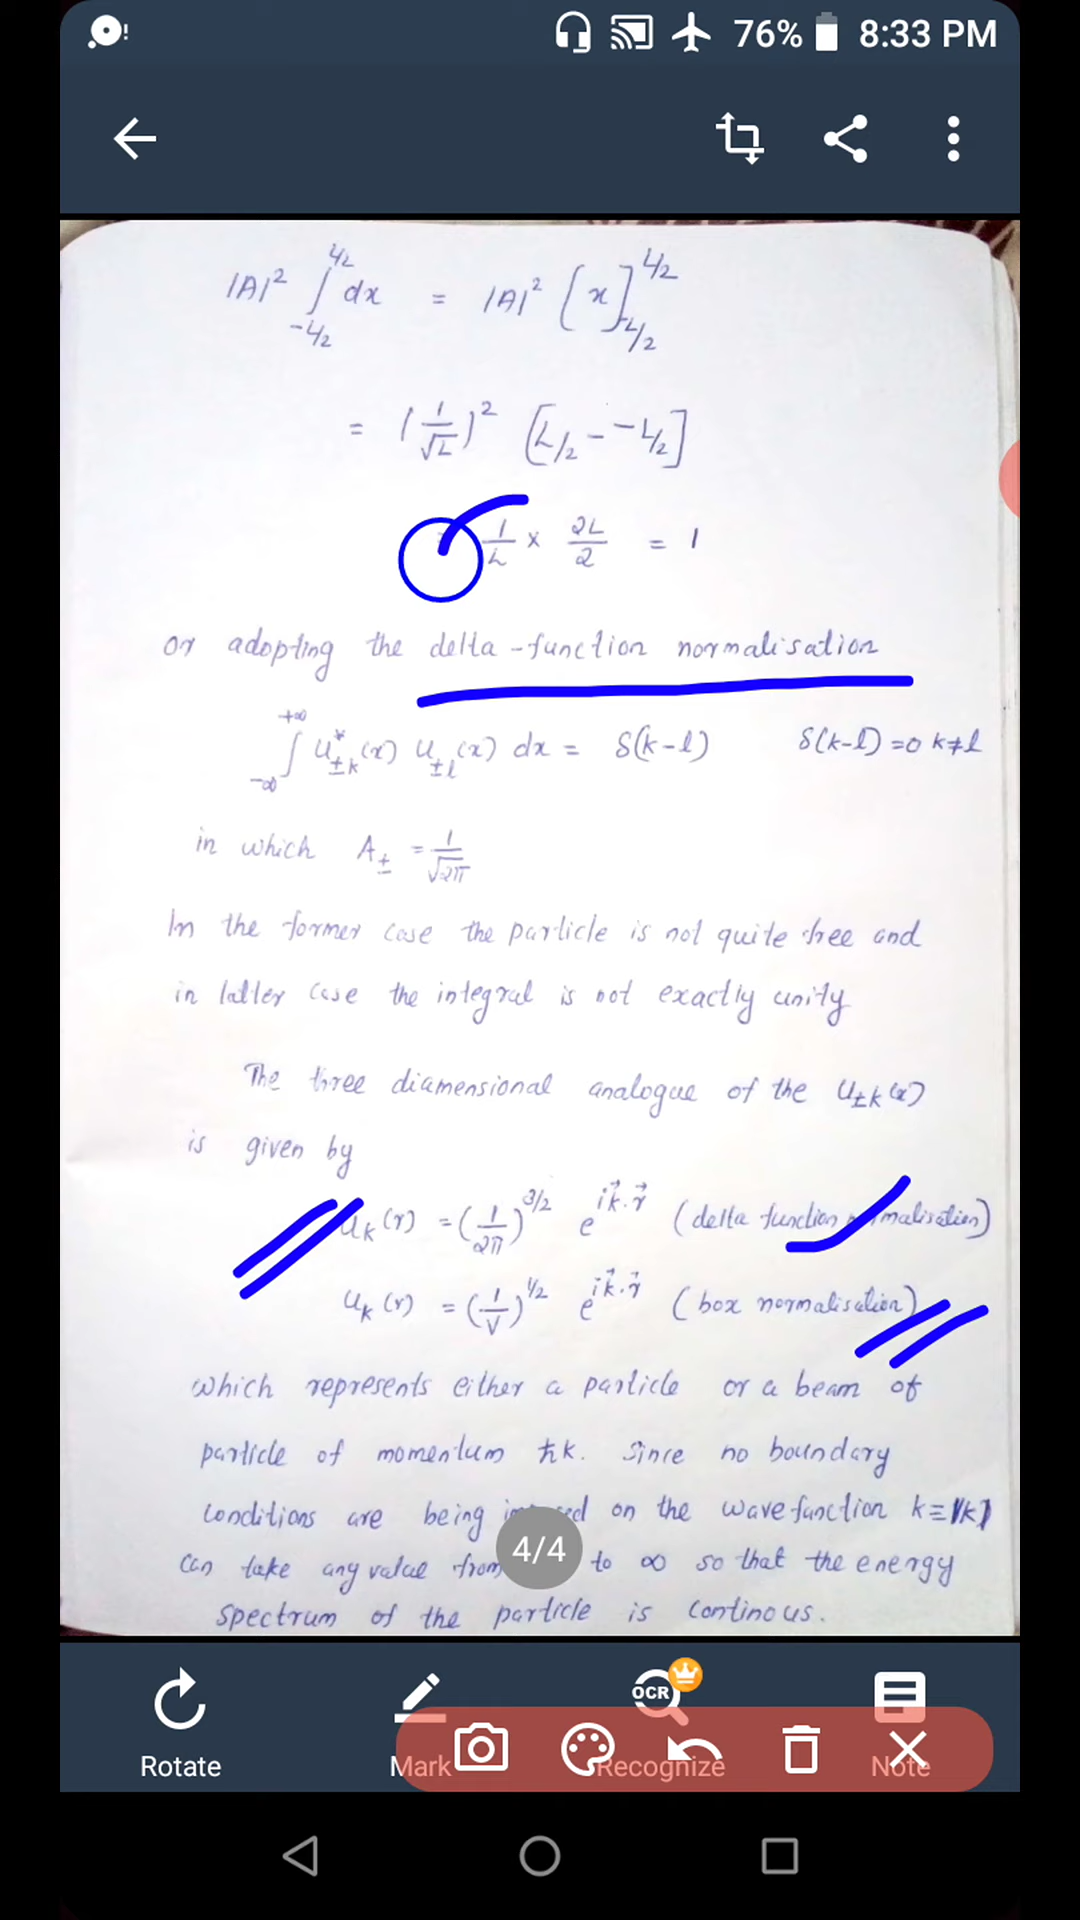 76% 8:33 PM
|A|² ∫ dx = |A|² [x]
L/2 -L/2 L/2 -L/2
= (1/√L)² [L/2 - -L/2]
1/L × 2L/2 = 1
or adopting the delta-function normalisation
∫ u*±k(x) u±l(x) dx = δ(k-l) δ(k-l)=0 k≠l
+∞ -∞
in which A± = 1/√2π
In the former case the particle is not quite free and
in latter case the integral is not exactly unity
The three diamensional analogue of the u±k(x)
is given by
uk(r) = (1/2π)^3/2 e^ik⃗.r⃗ (delta function normalisation)
uk(r) = (1/V)^1/2 e^ik⃗.r⃗ (box normalisation)
which represents either a particle or a beam of
particle of momentum ħk. Since no boundary
conditions are being on the wavefunction k=|k|
can take any value from to ∞ so that the energy
spectrum of the particle is continous.
4/4
Rotate Mark OCR Recognize Note